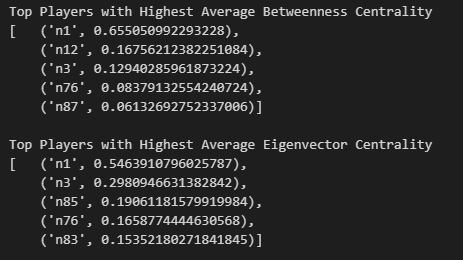 Top Players with Highest Average Betweenness Centrality
[   ('n1', 0.655050992293228),
    ('n12', 0.16756212382251084),
    ('n3', 0.12940285961873224),
    ('n76', 0.08379132554240724),
    ('n87', 0.06132692752337006)]
Top Players with Highest Average Eigenvector Centrality
[   ('n1', 0.5463910796025787),
    ('n3', 0.2980946631382842),
    ('n85', 0.19061181579919984),
    ('n76', 0.1658774444630568),
    ('n83', 0.15352180271841845)]